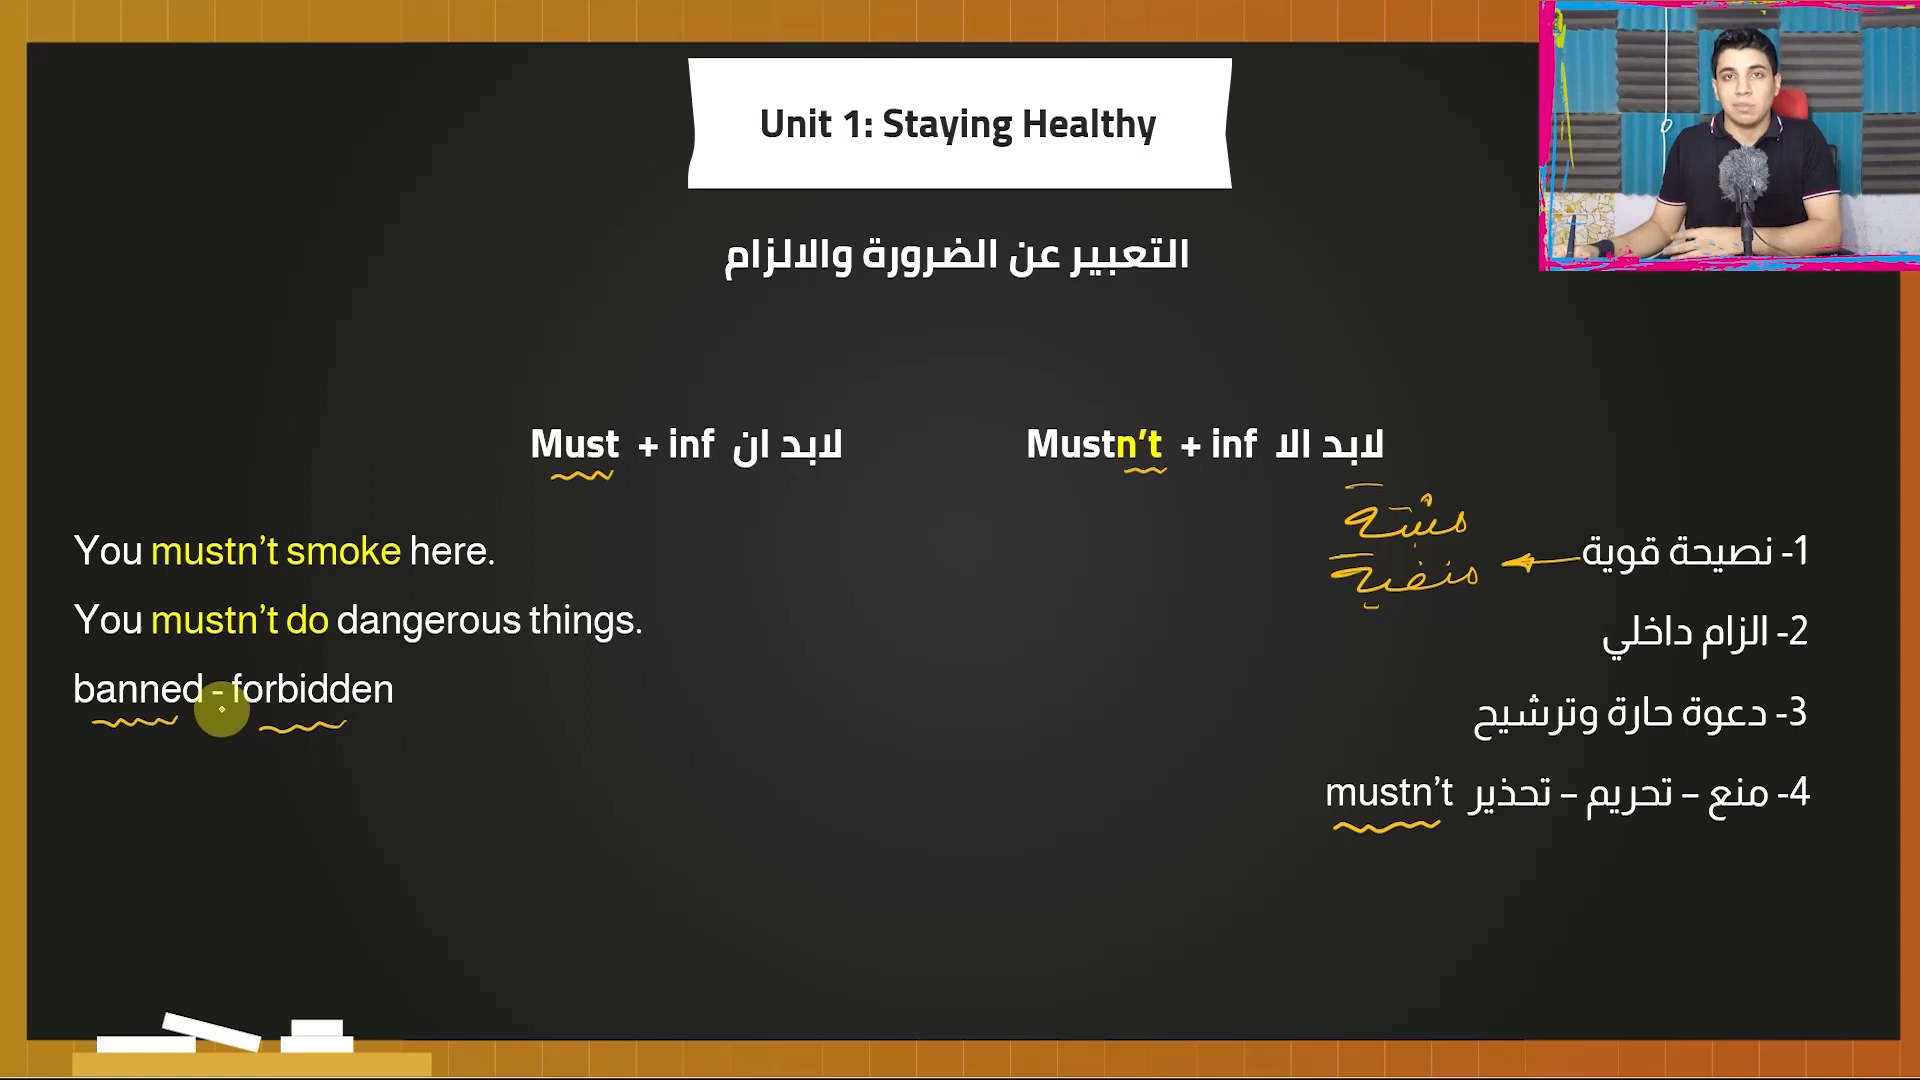 Unit 1: Staying Healthy
التعبير عن الضرورة والالزام
Must + inf لابد ان
Mustn’t + inf لابد الا
You mustn’t smoke here.
You mustn’t do dangerous things.
banned - forbidden
مثبتة
منفية
1- نصيحة قوية
2- الزام داخلي
3- دعوة حارة وترشيح
4- منع – تحريم – تحذير mustn’t